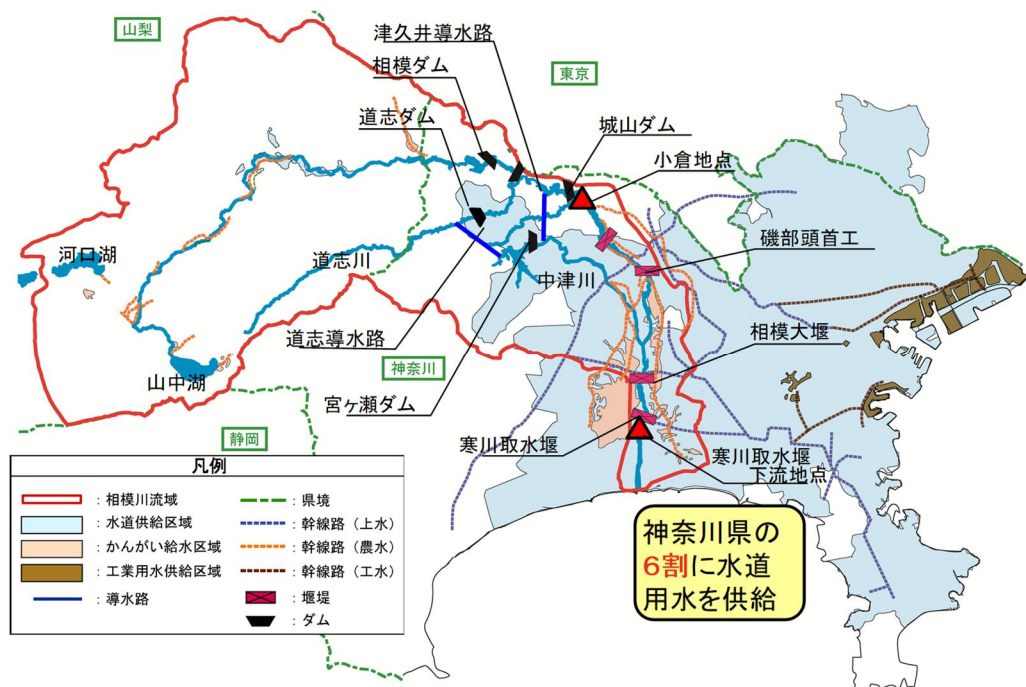 山梨
津久井導水路
相模ダム
東京
道志ダム
城山ダム
小倉地点
河口湖
道志川
中津川
磯部頭首工
道志導水路
相模大堰
山中湖
神奈川
宮ヶ瀬ダム
静岡
寒川取水堰
寒川取水堰
下流地点
凡例
：相模川流域
：水道供給区域
：かんがい給水区域
：工業用水供給区域
：導水路
：県境
：幹線路（上水）
：幹線路（農水）
：幹線路（工水）
：堰堤
：ダム
神奈川県の
6割に水道
用水を供給